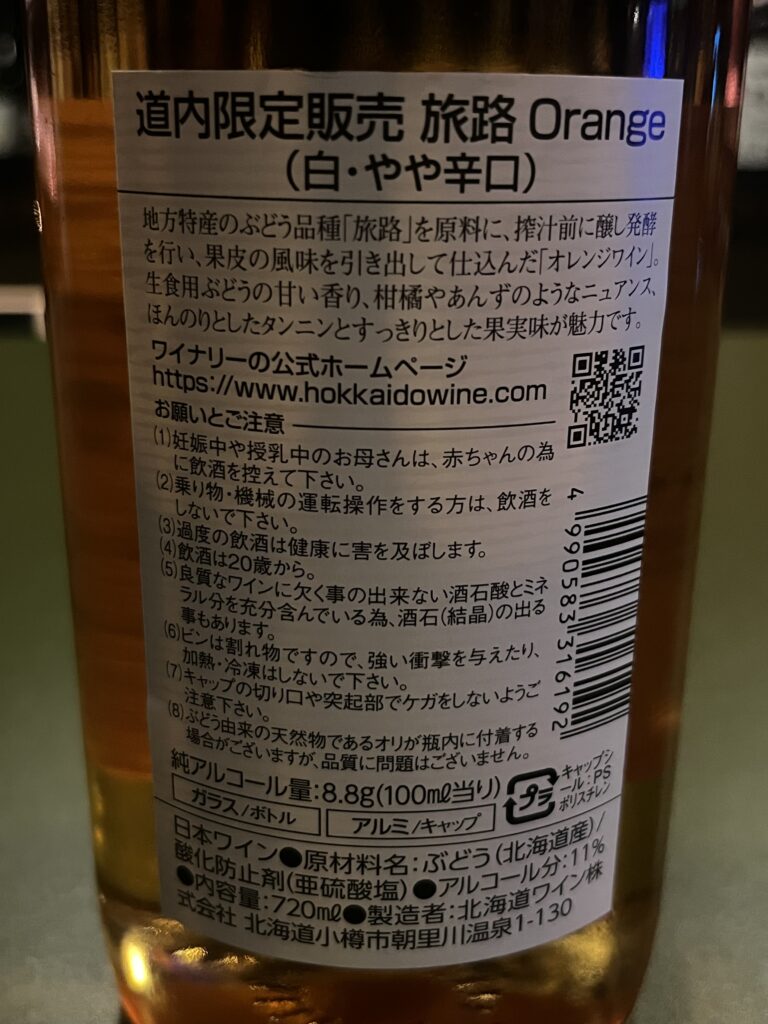 道内限定販売 旅路 Orange
（白・やや辛口）
地方特産のぶどう品種「旅路」を原料に、搾汁前に醸し発酵
を行い、果皮の風味を引き出して仕込んだ「オレンジワイン」。
生食用ぶどうの甘い香り、柑橘やあんずのようなニュアンス、
ほんのりとしたタンニンとすっきりとした果実味が魅力です。
ワイナリーの公式ホームページ
https://www.hokkaidowine.com
お願いとご注意
(1)妊娠中や授乳中のお母さんは、赤ちゃんの為
に飲酒を控えて下さい。
(2)乗り物・機械の運転操作をする方は、飲酒を
しないで下さい。
(3)過度の飲酒は健康に害を及ぼします。
(4)飲酒は20歳から。
(5)良質なワインに欠く事の出来ない酒石酸とミネ
ラル分を充分含んでいる為、酒石(結晶)の出る
事もあります。
(6)ビンは割れ物ですので、強い衝撃を与えたり、
加熱・冷凍はしないで下さい。
(7)キャップの切り口や突起部でケガをしないようご
注意下さい。
(8)ぶどう由来の天然物であるオリが瓶内に付着する
場合がございますが、品質に問題はございません。
4990583316192
純アルコール量:8.8g(100mℓ当り)
ガラス/ボトル
アルミ/キャップ
プラ
キャップシ
ール:PS
ポリスチレン
日本ワイン●原材料名:ぶどう(北海道産)/
酸化防止剤(亜硫酸塩)●アルコール分:11%
●内容量:720mℓ●製造者:北海道ワイン株
式会社 北海道小樽市朝里川温泉1-130